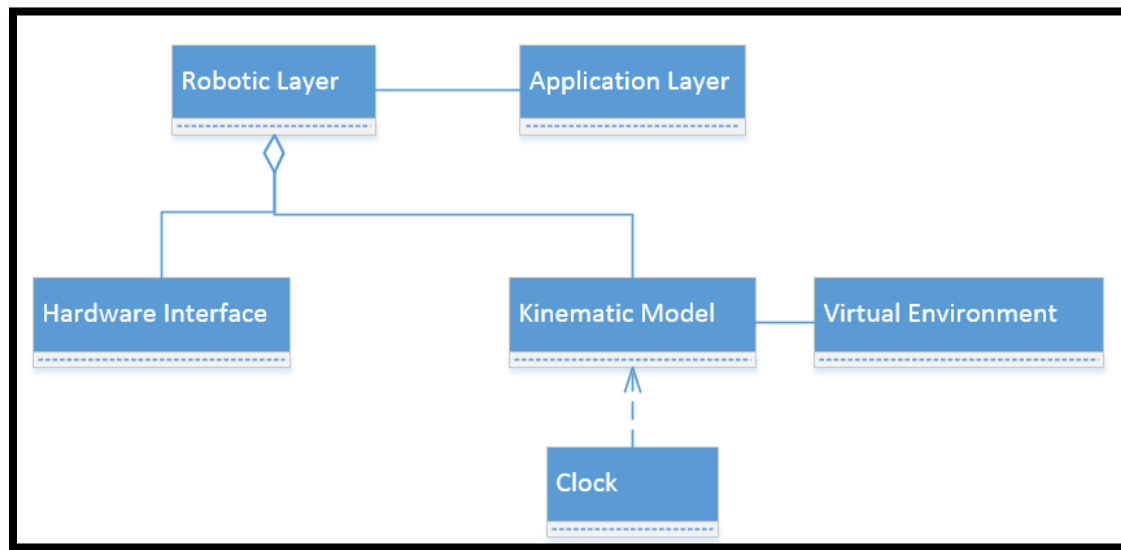 Robotic Layer
Application Layer
Hardware Interface
Kinematic Model
Virtual Environment
Clock